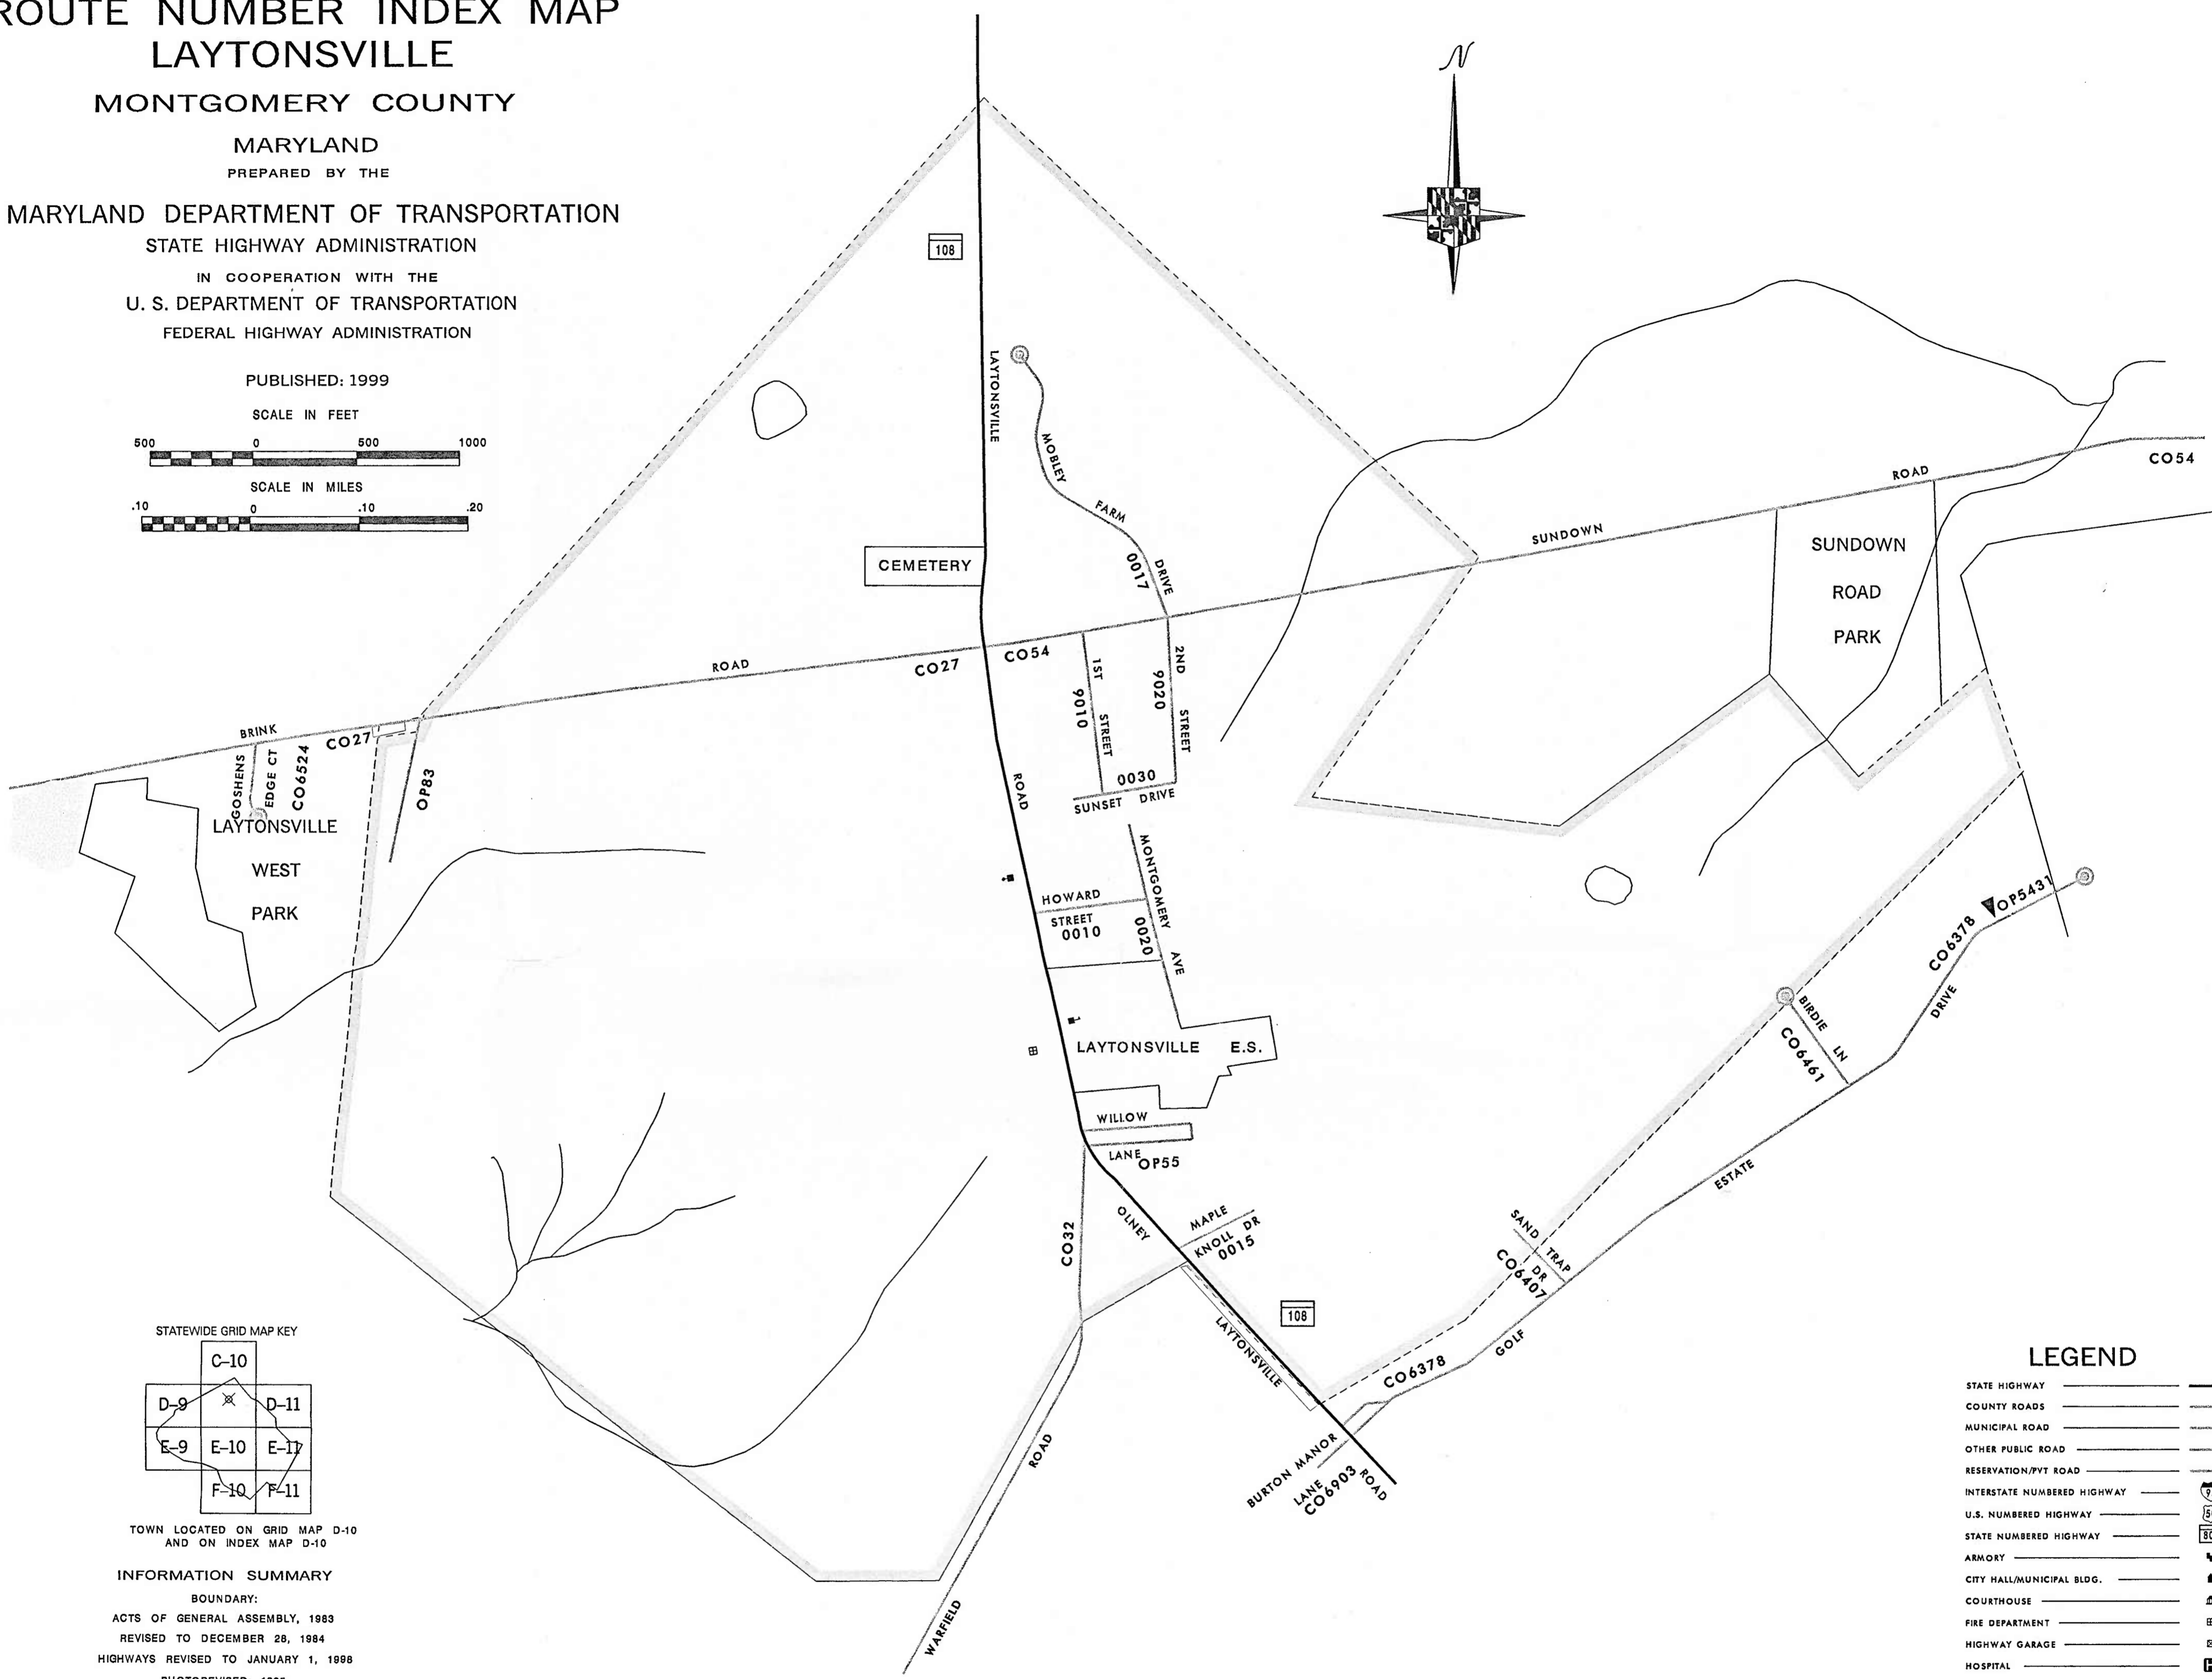 ROUTE NUMBER INDEX MAP
LAYTONSVILLE
MONTGOMERY COUNTY
MARYLAND
PREPARED BY THE
MARYLAND DEPARTMENT OF TRANSPORTATION
STATE HIGHWAY ADMINISTRATION
IN COOPERATION WITH THE
U. S. DEPARTMENT OF TRANSPORTATION
FEDERAL HIGHWAY ADMINISTRATION
PUBLISHED: 1999
SCALE IN FEET
500 0 500 1000
SCALE IN MILES
.10 0 .10 .20
N
108
LAYTONSVILLE
MOBLEY
FARM
DRIVE
0017
CEMETERY
SUNDOWN
ROAD
CO54
SUNDOWN
ROAD
PARK
ROAD
CO27
CO54
1ST
STREET
9010
2ND
STREET
9020
0030
SUNSET DRIVE
BRINK
CO27
GOSHENS
EDGE CT
CO6524
OP83
LAYTONSVILLE
WEST
PARK
ROAD
MONTGOMERY
AVE
0020
HOWARD
STREET
0010
LAYTONSVILLE E.S.
WILLOW
LANE
OP55
OLNEY
CO32
MAPLE
KNOLL DR
0015
108
LAYTONSVILLE
ROAD
ROAD
WARFIELD
BURTON MANOR
LANE
CO6903
CO6378
GOLF
ESTATE
DRIVE
SAND TRAP
DR
CO6407
BIRDIE LN
CO6461
CO6378
OP5431
STATEWIDE GRID MAP KEY
C-10
D-9 D-11
E-9 E-10 E-11
F-10 F-11
TOWN LOCATED ON GRID MAP D-10
AND ON INDEX MAP D-10
INFORMATION SUMMARY
BOUNDARY:
ACTS OF GENERAL ASSEMBLY, 1983
REVISED TO DECEMBER 28, 1984
HIGHWAYS REVISED TO JANUARY 1, 1998
LEGEND
STATE HIGHWAY
COUNTY ROADS
MUNICIPAL ROAD
OTHER PUBLIC ROAD
RESERVATION/PVT ROAD
INTERSTATE NUMBERED HIGHWAY
U.S. NUMBERED HIGHWAY
STATE NUMBERED HIGHWAY
ARMORY
CITY HALL/MUNICIPAL BLDG.
COURTHOUSE
FIRE DEPARTMENT
HIGHWAY GARAGE
HOSPITAL